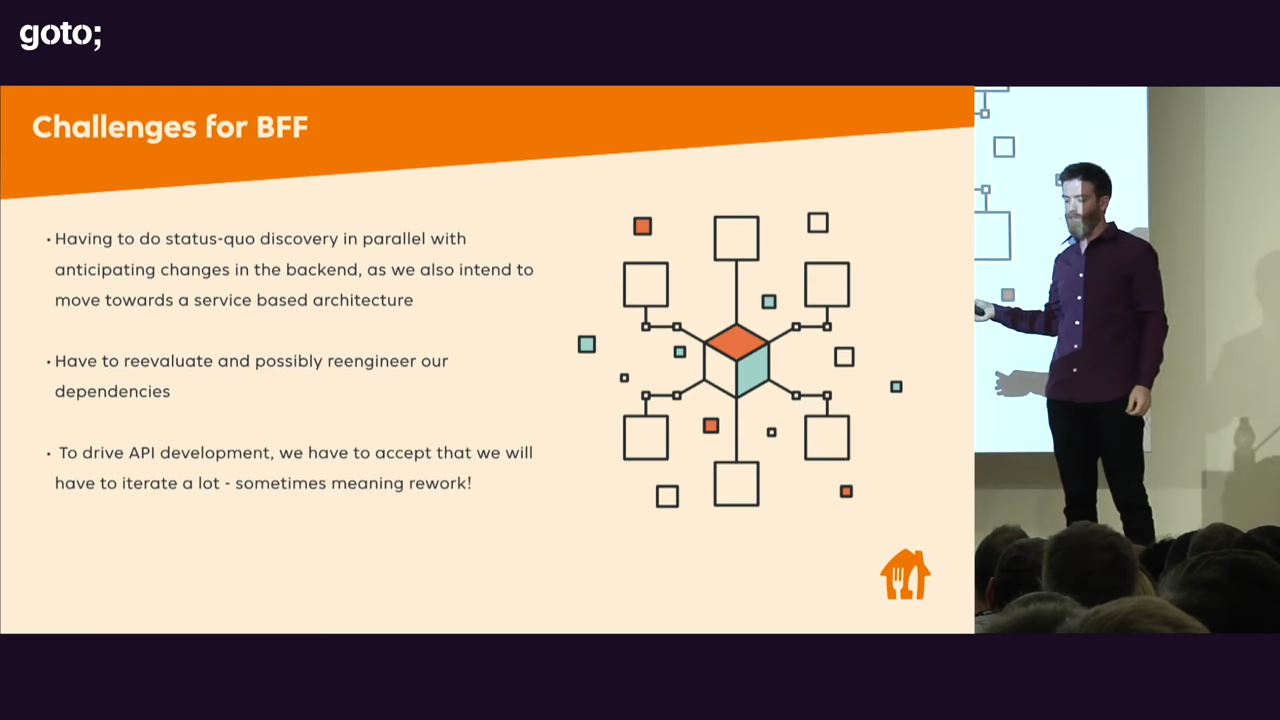 goto;
Challenges for BFF
• Having to do status-quo discovery in parallel with
anticipating changes in the backend, as we also intend to
move towards a service based architecture
• Have to reevaluate and possibly reengineer our
dependencies
• To drive API development, we have to accept that we will
have to iterate a lot - sometimes meaning rework!